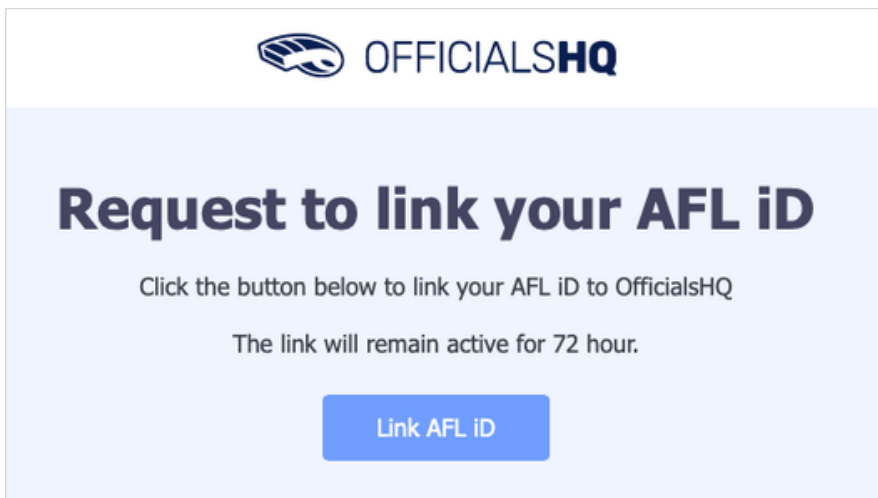 OFFICIALSHQ
Request to link your AFL iD
Click the button below to link your AFL iD to OfficialsHQ
The link will remain active for 72 hour.
Link AFL iD